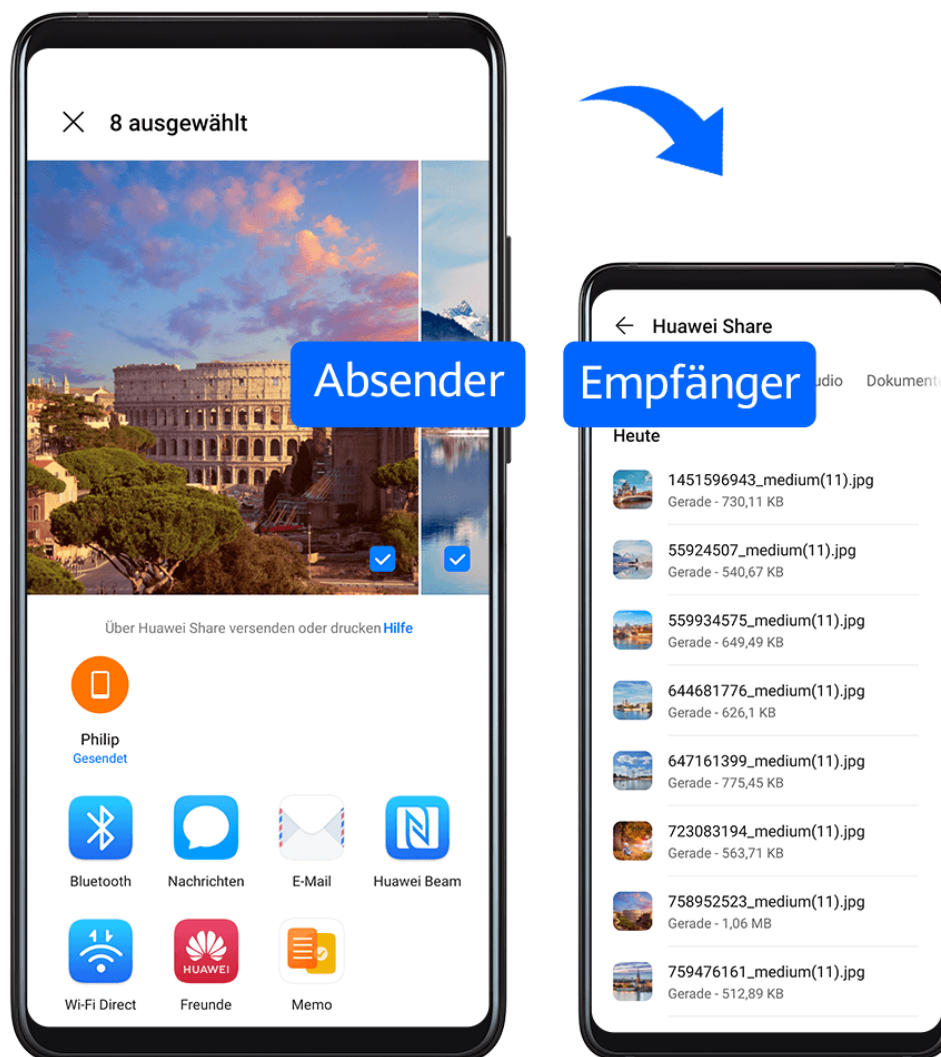 8 ausgewählt
Absender
Über Huawei Share versenden oder drucken Hilfe
Philip
Gesendet
Bluetooth
Nachrichten
E-Mail
Huawei Beam
HUAWEI
Wi-Fi Direct
Freunde
Memo
Huawei Share
Empfänger
Heute
1451596943_medium(11).jpg
Gerade - 730,11 KB
55924507_medium(11).jpg
Gerade - 540,67 KB
559934575_medium(11).jpg
Gerade - 649,49 KB
644681776_medium(11).jpg
Gerade - 626,1 KB
647161399_medium(11).jpg
Gerade - 775,45 KB
723083194_medium(11).jpg
Gerade - 563,71 KB
758952523_medium(11).jpg
Gerade - 1,06 MB
759476161_medium(11).jpg
Gerade - 512,89 KB